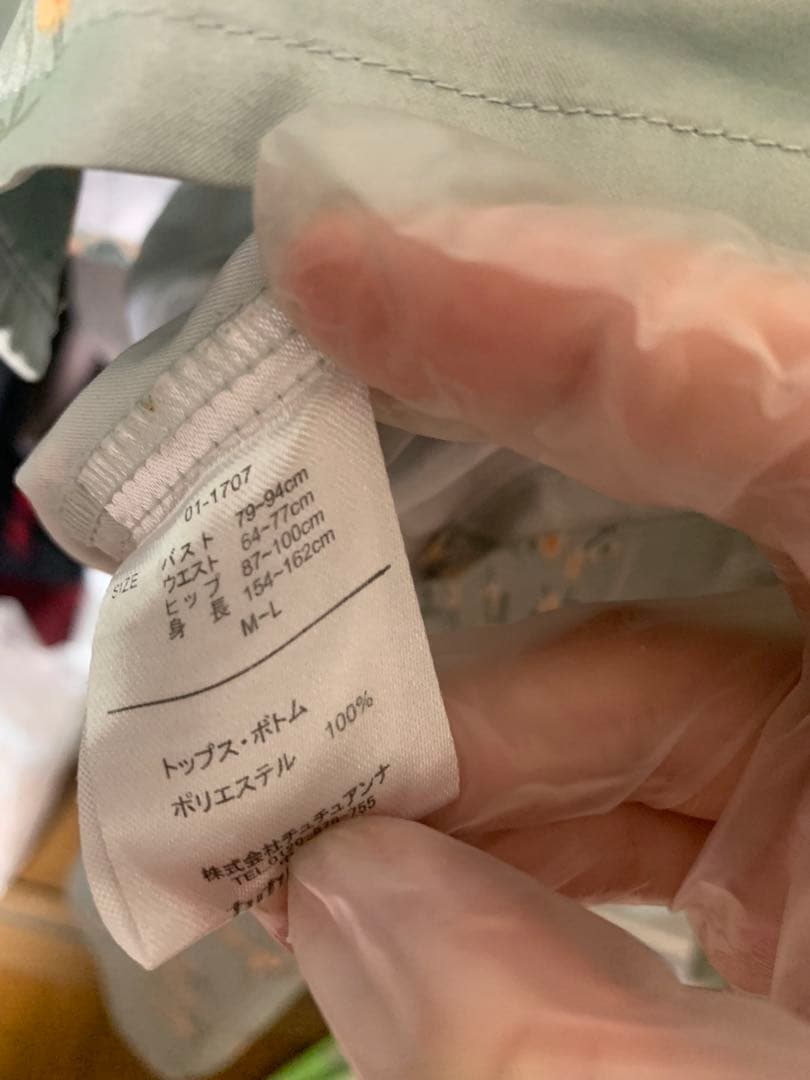 01-1707
SIZE
バスト 79~94cm
ウエスト 64~77cm
ヒップ 87~100cm
身長 154~162cm
M-L
トップス・ボトム
ポリエステル 100%
株式会社チュチュアンナ
TEL